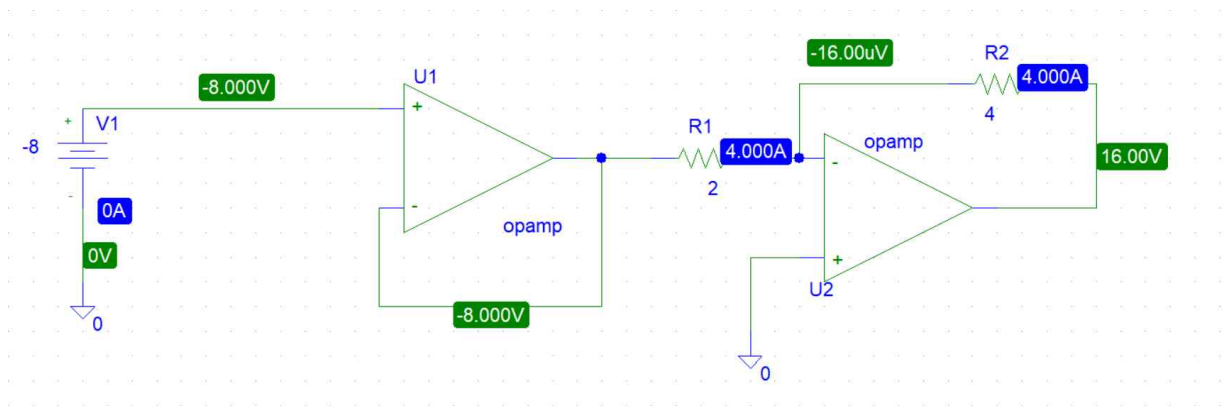 -16.00uV
R2
4.000A
4
U1
-8.000V
+
+
V1
-8
-
0A
0V
0
-
opamp
-8.000V
R1
4.000A
2
opamp
-
16.00V
+
U2
0